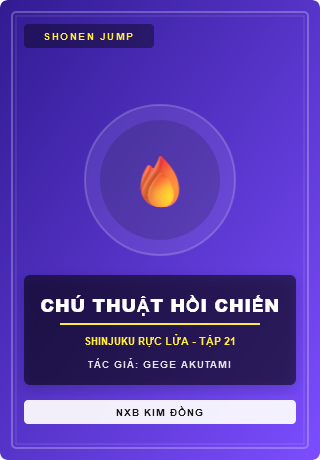 SHONEN JUMP
CHÚ THUẬT HỒI CHIẾN
SHINJUKU RỰC LỬA - TẬP 21
TÁC GIẢ: GEGE AKUTAMI
NXB KIM ĐỒNG